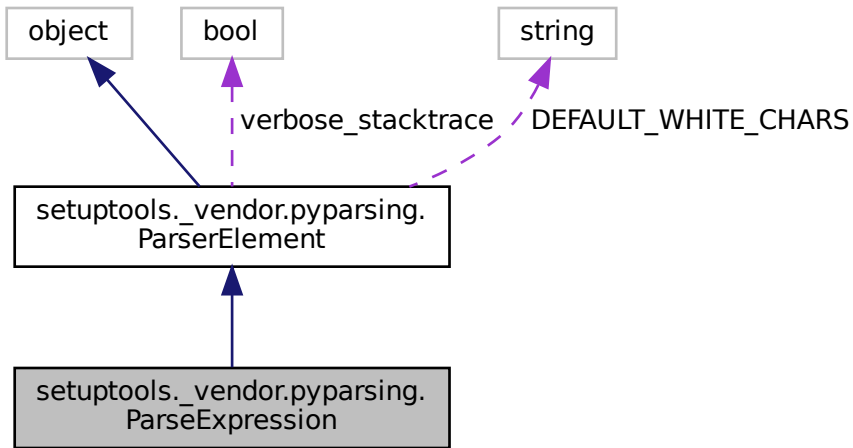 object
bool
string
verbose_stacktrace
DEFAULT_WHITE_CHARS
setuptools._vendor.pyparsing.
ParserElement
setuptools._vendor.pyparsing.
ParseExpression